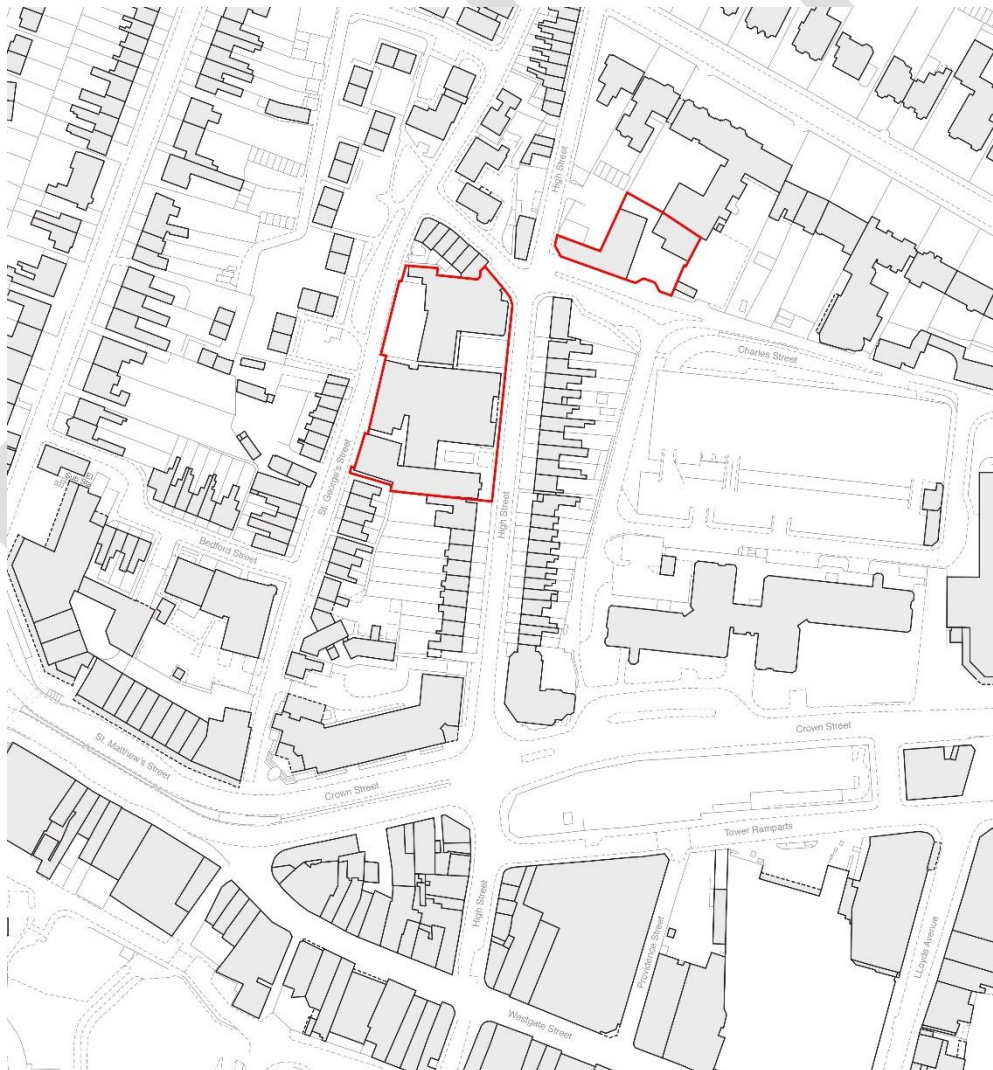 High Street
Charles Street
St. George's Street
High Street
Bedford Street
Crown Street
St. Matthew's Street
Crown Street
Tower Ramparts
High Street
Providence Street
LLoyds Avenue
Westgate Street